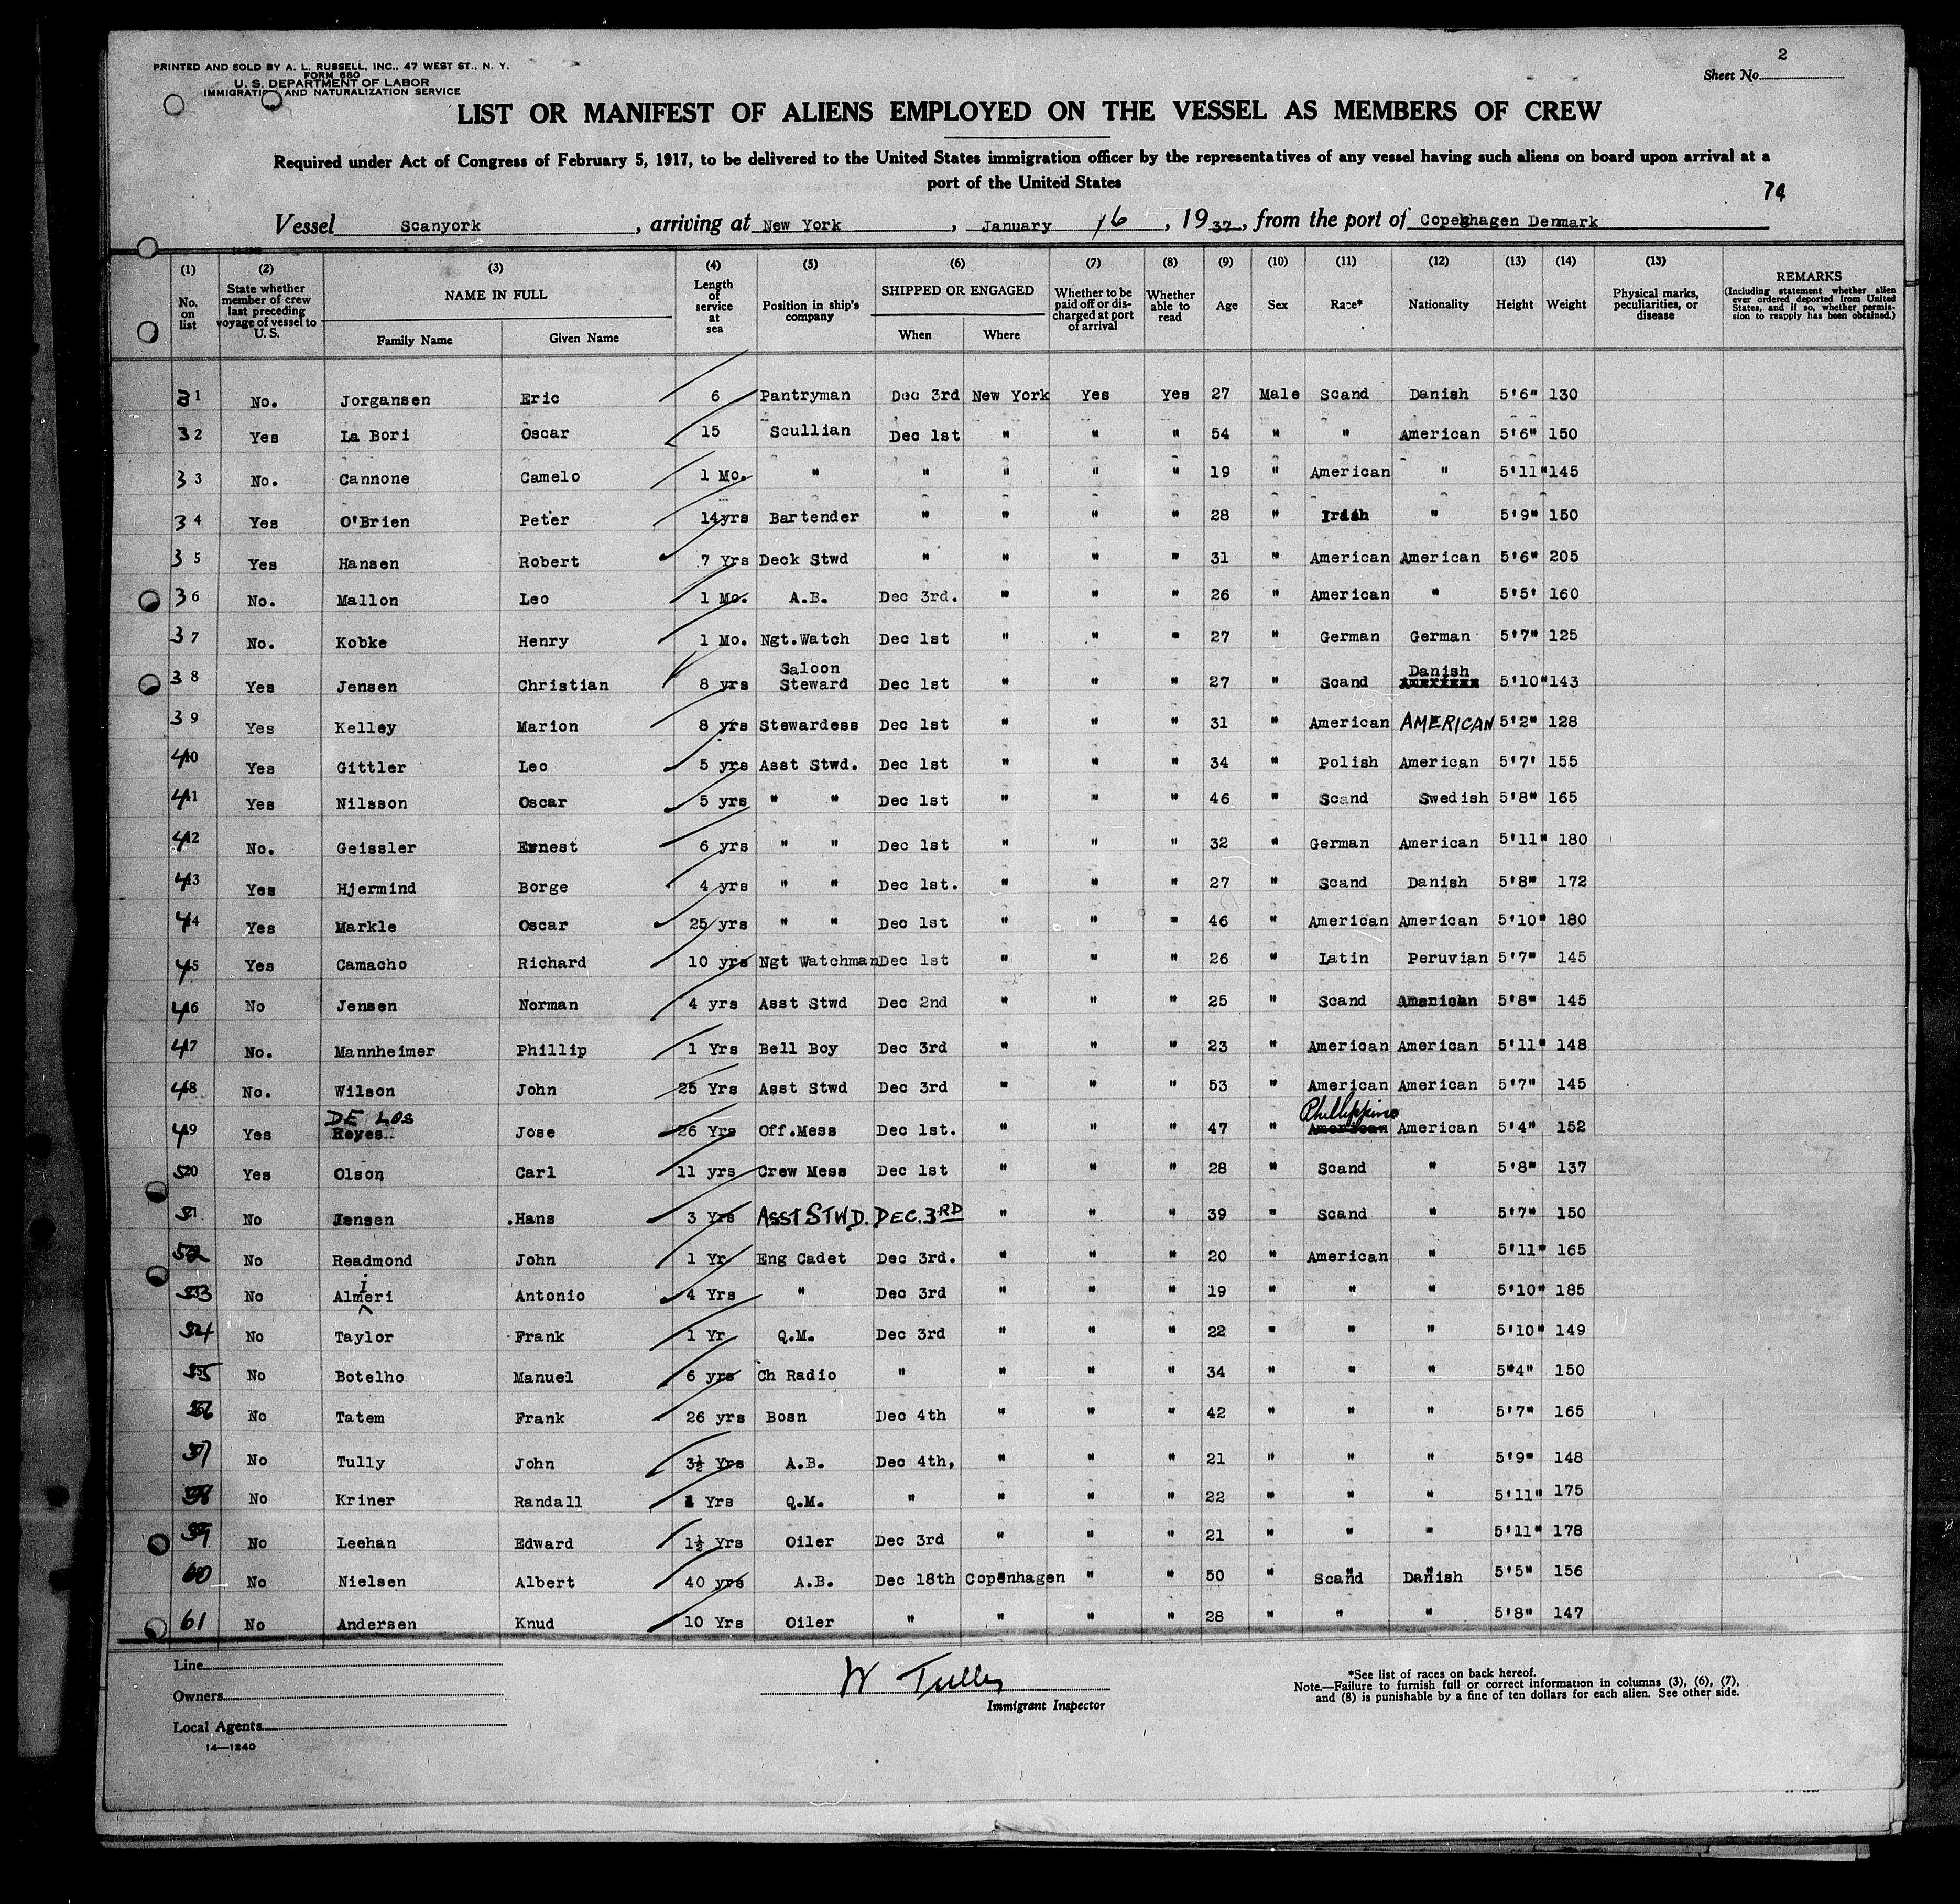 PRINTED AND SOLD BY A. L. RUSSELL, INC., 47 WEST ST., N. Y.
FORM 680
U. S. DEPARTMENT OF LABOR
IMMIGRATION AND NATURALIZATION SERVICE
2
Sheet No.
LIST OR MANIFEST OF ALIENS EMPLOYED ON THE VESSEL AS MEMBERS OF CREW
Required under Act of Congress of February 5, 1917, to be delivered to the United States immigration officer by the representatives of any vessel having such aliens on board upon arrival at a
port of the United States
74
Vessel Scanyork, arriving at New York, January 16, 1937, from the port of Copenhagen Denmark
(1) No. on list
(2) State whether member of crew last preceding voyage of vessel to U. S.
(3) NAME IN FULL Family Name Given Name
(4) Length of service at sea
(5) Position in ship's company
(6) SHIPPED OR ENGAGED When Where
(7) Whether to be paid off or discharged at port of arrival
(8) Whether able to read
(9) Age
(10) Sex
(11) Race*
(12) Nationality
(13) Height
(14) Weight
(15) Physical marks, peculiarities, or disease
REMARKS (Including statement whether alien ever ordered deported from United States, and if so, whether permission to reapply has been obtained.)
31 No. Jorgansen Eric 6 Pantryman Dec 3rd New York Yes Yes 27 Male Scand Danish 5'6" 130
32 Yes La Bori Oscar 15 Scullian Dec 1st " " " 54 " " American 5'6" 150
33 No. Cannone Camelo 1 Mo. " " " " " 19 " American " 5'11" 145
34 Yes O'Brien Peter 14yrs Bartender " " " " 28 " Irish " 5'9" 150
35 Yes Hansen Robert 7 Yrs Deck Stwd " " " " 31 " American American 5'6" 205
36 No. Mallon Leo 1 Mo. A.B. Dec 3rd. " " " 26 " American " 5'5' 160
37 No. Kobke Henry 1 Mo. Ngt.Watch Dec 1st " " " 27 " German German 5'7" 125
38 Yes Jensen Christian 8 yrs Saloon Steward Dec 1st " " " 27 " Scand Danish 5'10" 143
39 Yes Kelley Marion 8 yrs Stewardess Dec 1st " " " 31 " American AMERICAN 5'2" 128
40 Yes Gittler Leo 5 yrs Asst Stwd. Dec 1st " " " 34 " Polish American 5'7' 155
41 Yes Nilsson Oscar 5 yrs " " Dec 1st " " " 46 " Scand Swedish 5'8" 165
42 No. Geissler Ernest 6 yrs " " Dec 1st " " " 32 " German American 5'11" 180
43 Yes Hjermind Borge 4 yrs " " Dec 1st. " " " 27 " Scand Danish 5'8" 172
44 Yes Markle Oscar 25 yrs " " Dec 1st " " " 46 " American American 5'10" 180
45 Yes Camacho Richard 10 yrs Ngt Watchman Dec 1st " " " 26 " Latin Peruvian 5'7" 145
46 No Jensen Norman 4 yrs Asst Stwd Dec 2nd " " " 25 " Scand American 5'8" 145
47 No. Mannheimer Phillip 1 Yrs Bell Boy Dec 3rd " " " 23 " American American 5'11" 148
48 No. Wilson John 25 Yrs Asst Stwd Dec 3rd " " " 53 " American American 5'7" 145
49 Yes DE LOS Reyes Jose 26 Yrs Off.Mess Dec 1st. " " " 47 " Phillippino American American 5'4" 152
50 Yes Olson Carl 11 yrs Crew Mess Dec 1st " " " 28 " Scand " 5'8" 137
51 No Jensen Hans 3 Yrs ASST STWD. DEC. 3RD " " " 39 " Scand " 5'7" 150
52 No Readmond John 1 Yr Eng Cadet Dec 3rd. " " " 20 " American " 5'11" 165
53 No Almieri Antonio 4 Yrs " Dec 3rd " " " 19 " " " 5'10" 185
54 No Taylor Frank 1 Yr Q.M. Dec 3rd " " " 22 " " " 5'10" 149
55 No Botelho Manuel 6 yrs Ch Radio " " " " 34 " " " 5"4" 150
56 No Tatem Frank 26 yrs Bosn Dec 4th " " " 42 " " " 5'7" 165
57 No Tully John 3½ Yrs A.B. Dec 4th, " " " 21 " " " 5'9" 148
58 No Kriner Randall Yrs Q.M. " " " " 22 " " " 5'11" 175
59 No Leehan Edward 1½ Yrs Oiler Dec 3rd " " " 21 " " " 5'11" 178
60 No Nielsen Albert 40 yrs A.B. Dec 18th Copenhagen " " 50 " Scand Danish 5'5" 156
61 No Andersen Knud 10 Yrs Oiler " " " " 28 " " " 5'8" 147
Line
Owners
Local Agents
14—1240
W Tulley
Immigrant Inspector
*See list of races on back hereof.
Note.—Failure to furnish full or correct information in columns (3), (6), (7),
and (8) is punishable by a fine of ten dollars for each alien. See other side.